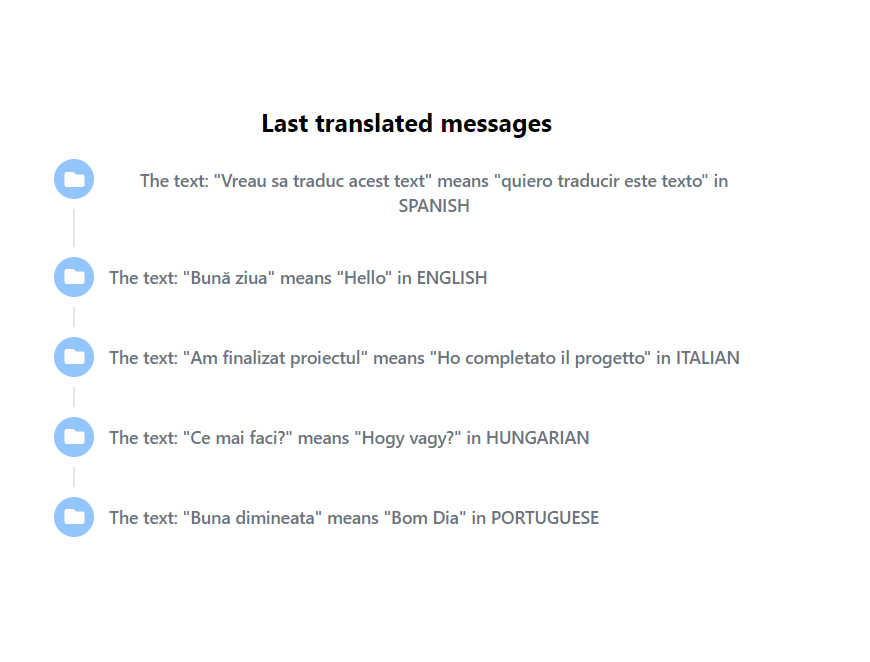 Last translated messages
The text: "Vreau sa traduc acest text" means "quiero traducir este texto" in
SPANISH
The text: "Bună ziua" means "Hello" in ENGLISH
The text: "Am finalizat proiectul" means "Ho completato il progetto" in ITALIAN
The text: "Ce mai faci?" means "Hogy vagy?" in HUNGARIAN
The text: "Buna dimineata" means "Bom Dia" in PORTUGUESE